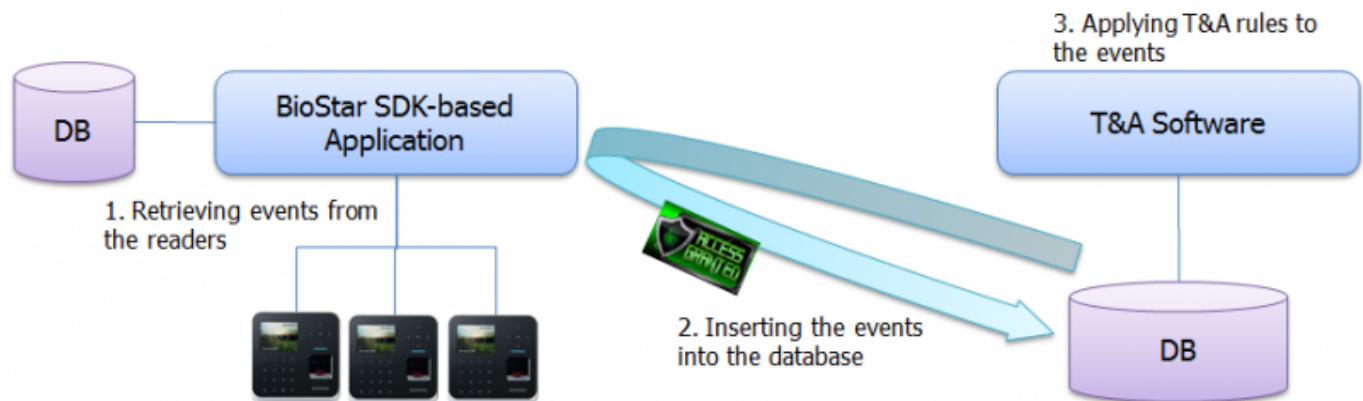 3. Applying T&A rules to
the events
DB
BioStar SDK-based
Application
T&A Software
1. Retrieving events from
the readers
ACCESS
GRANTED
2. Inserting the events
into the database
DB